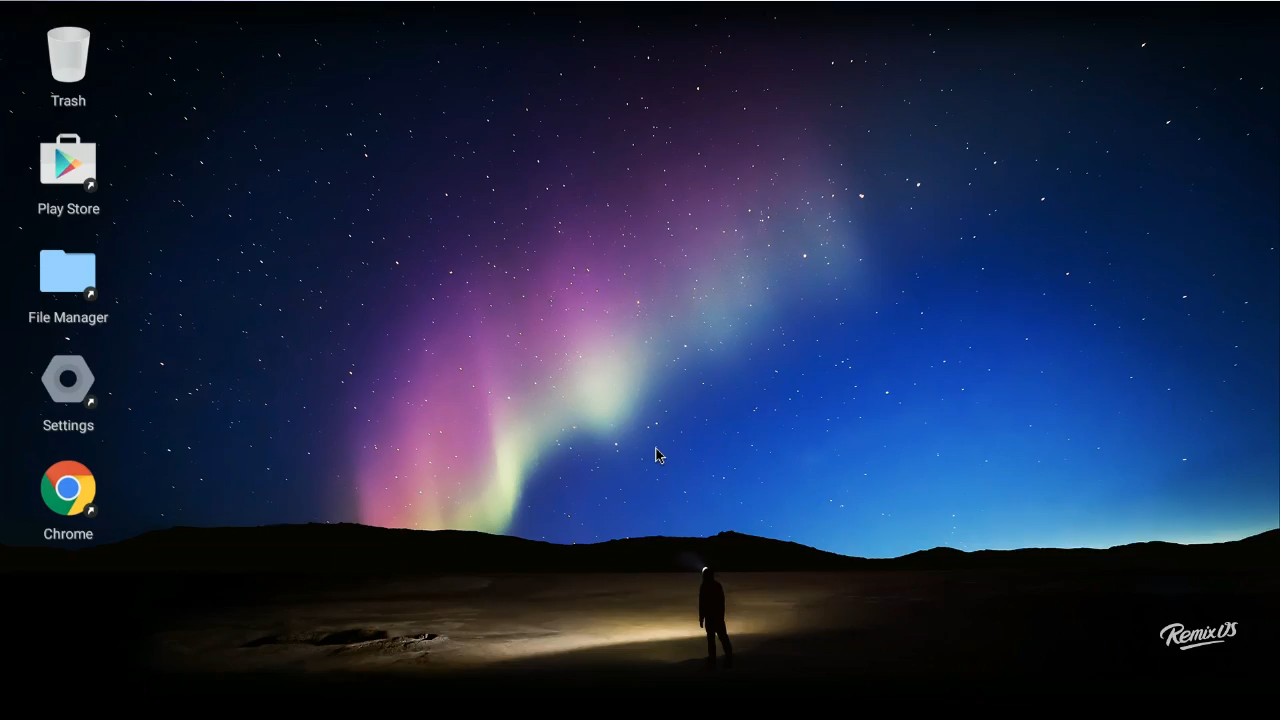 Trash
Play Store
File Manager
Settings
Chrome
Remix OS